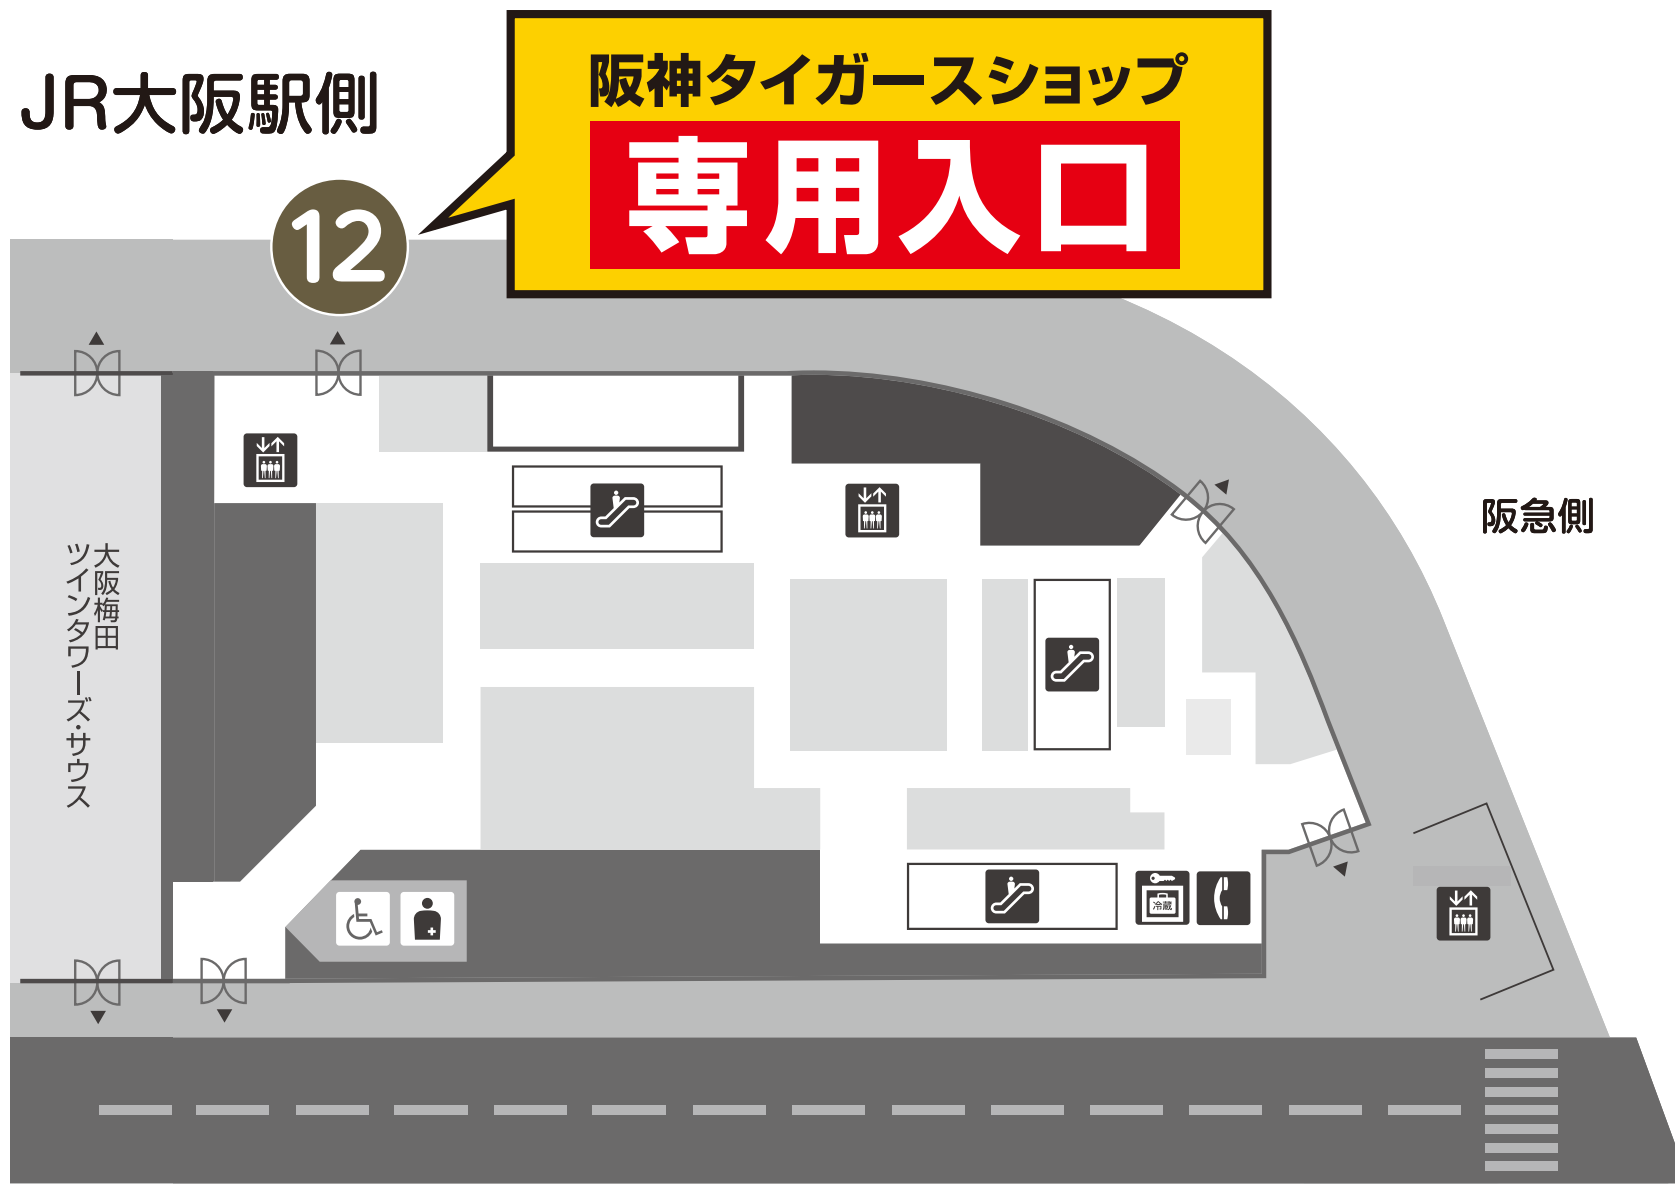 JR大阪駅側
阪神タイガースショップ
専用入口
12
阪急側
大阪梅田
ツインタワーズ・サウス
冷蔵